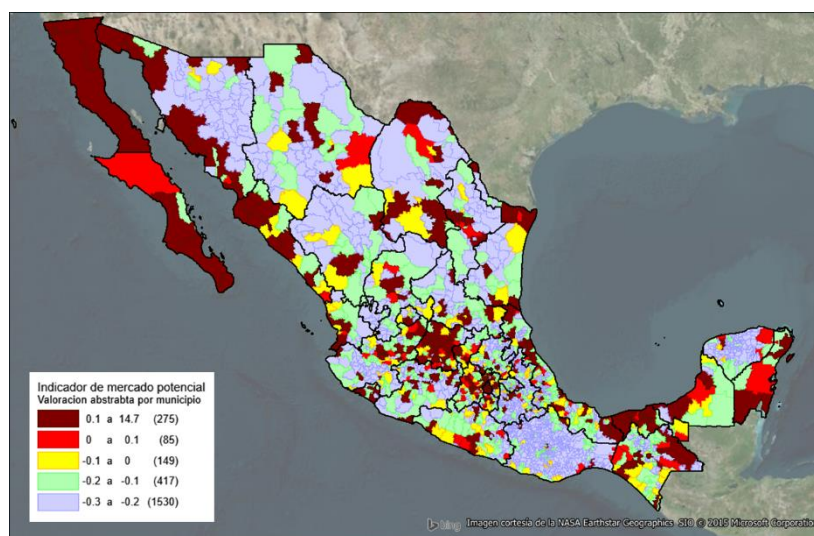 Indicador de mercado potencial
Valoracion abstrabta por municipio
0.1 a 14.7 (275)
0 a 0.1 (85)
-0.1 a 0 (149)
-0.2 a -0.1 (417)
-0.3 a -0.2 (1530)
bing Imagen cortesía de la NASA Earthstar Geographics SIO © 2015 Microsoft Corporation